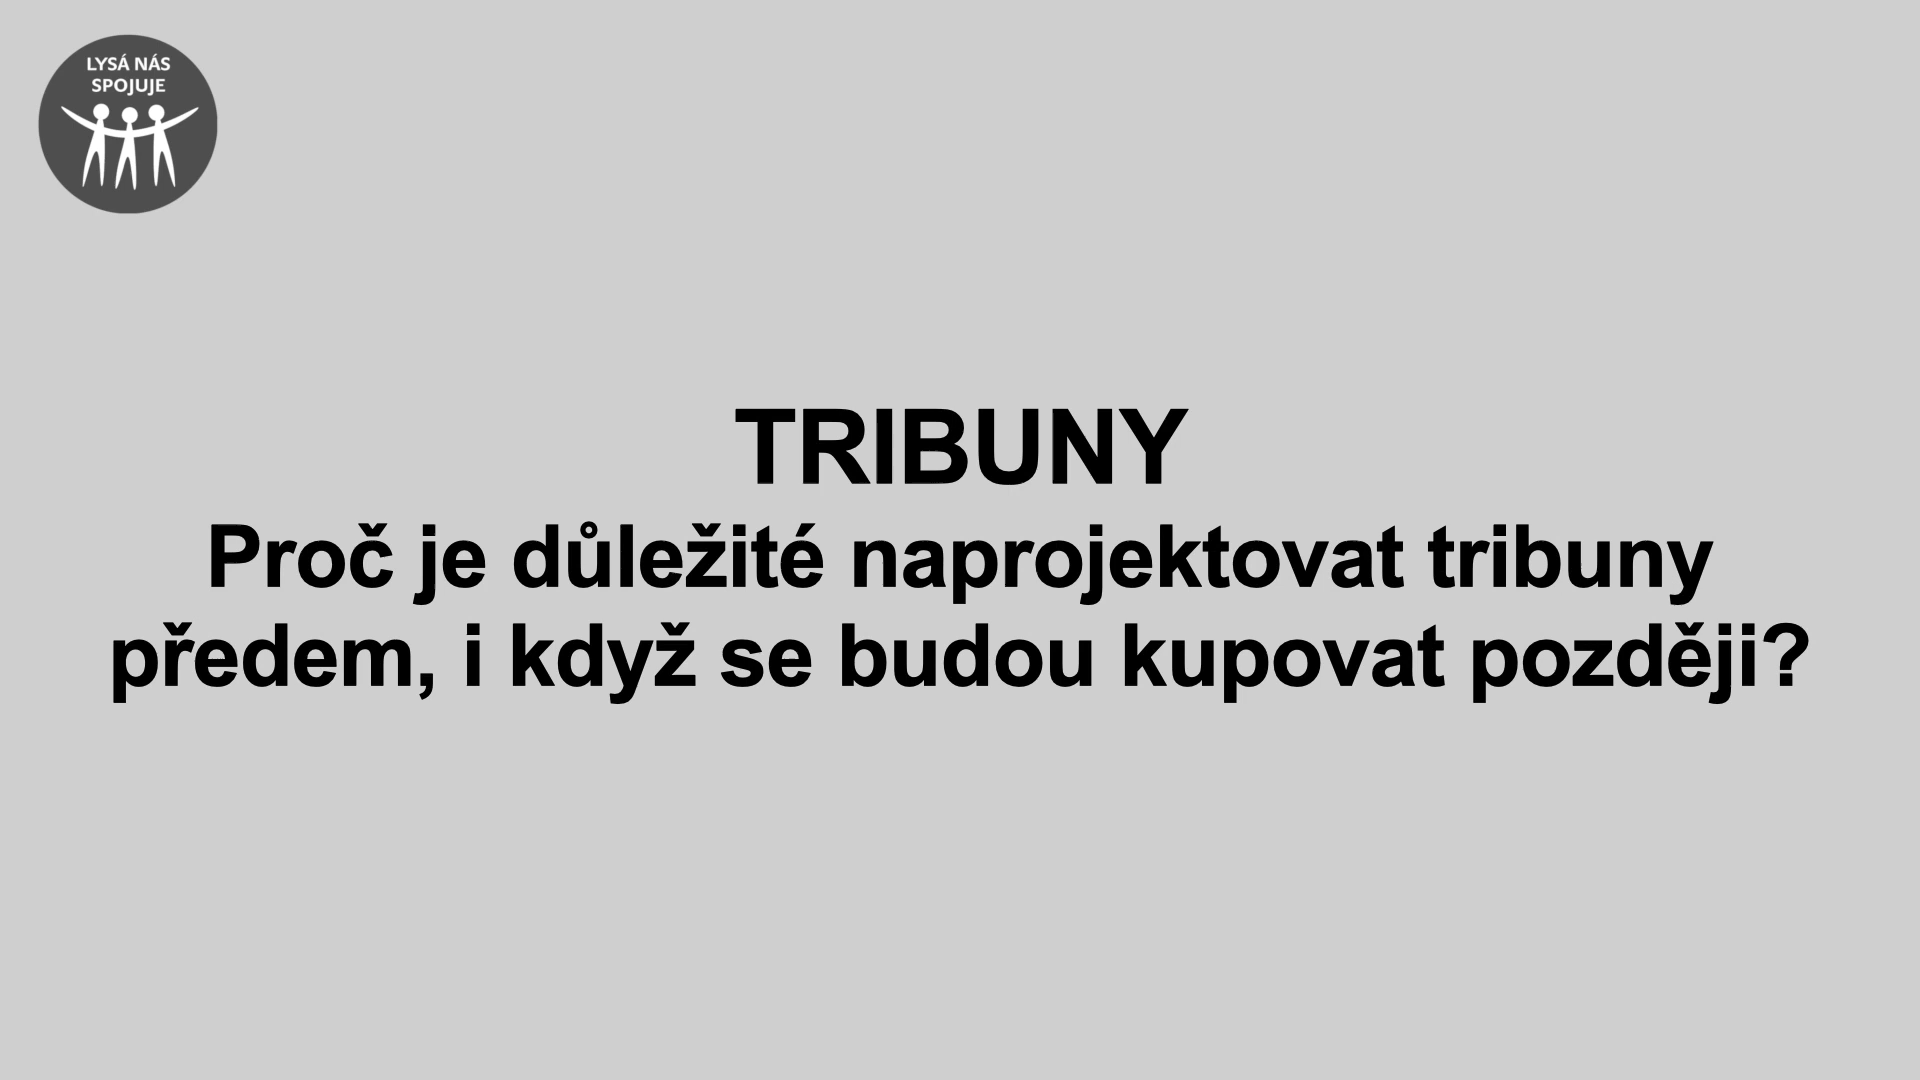 LYSÁ NÁS
SPOJUJE
TRIBUNY
Proč je důležité naprojektovat tribuny
předem, i když se budou kupovat později?